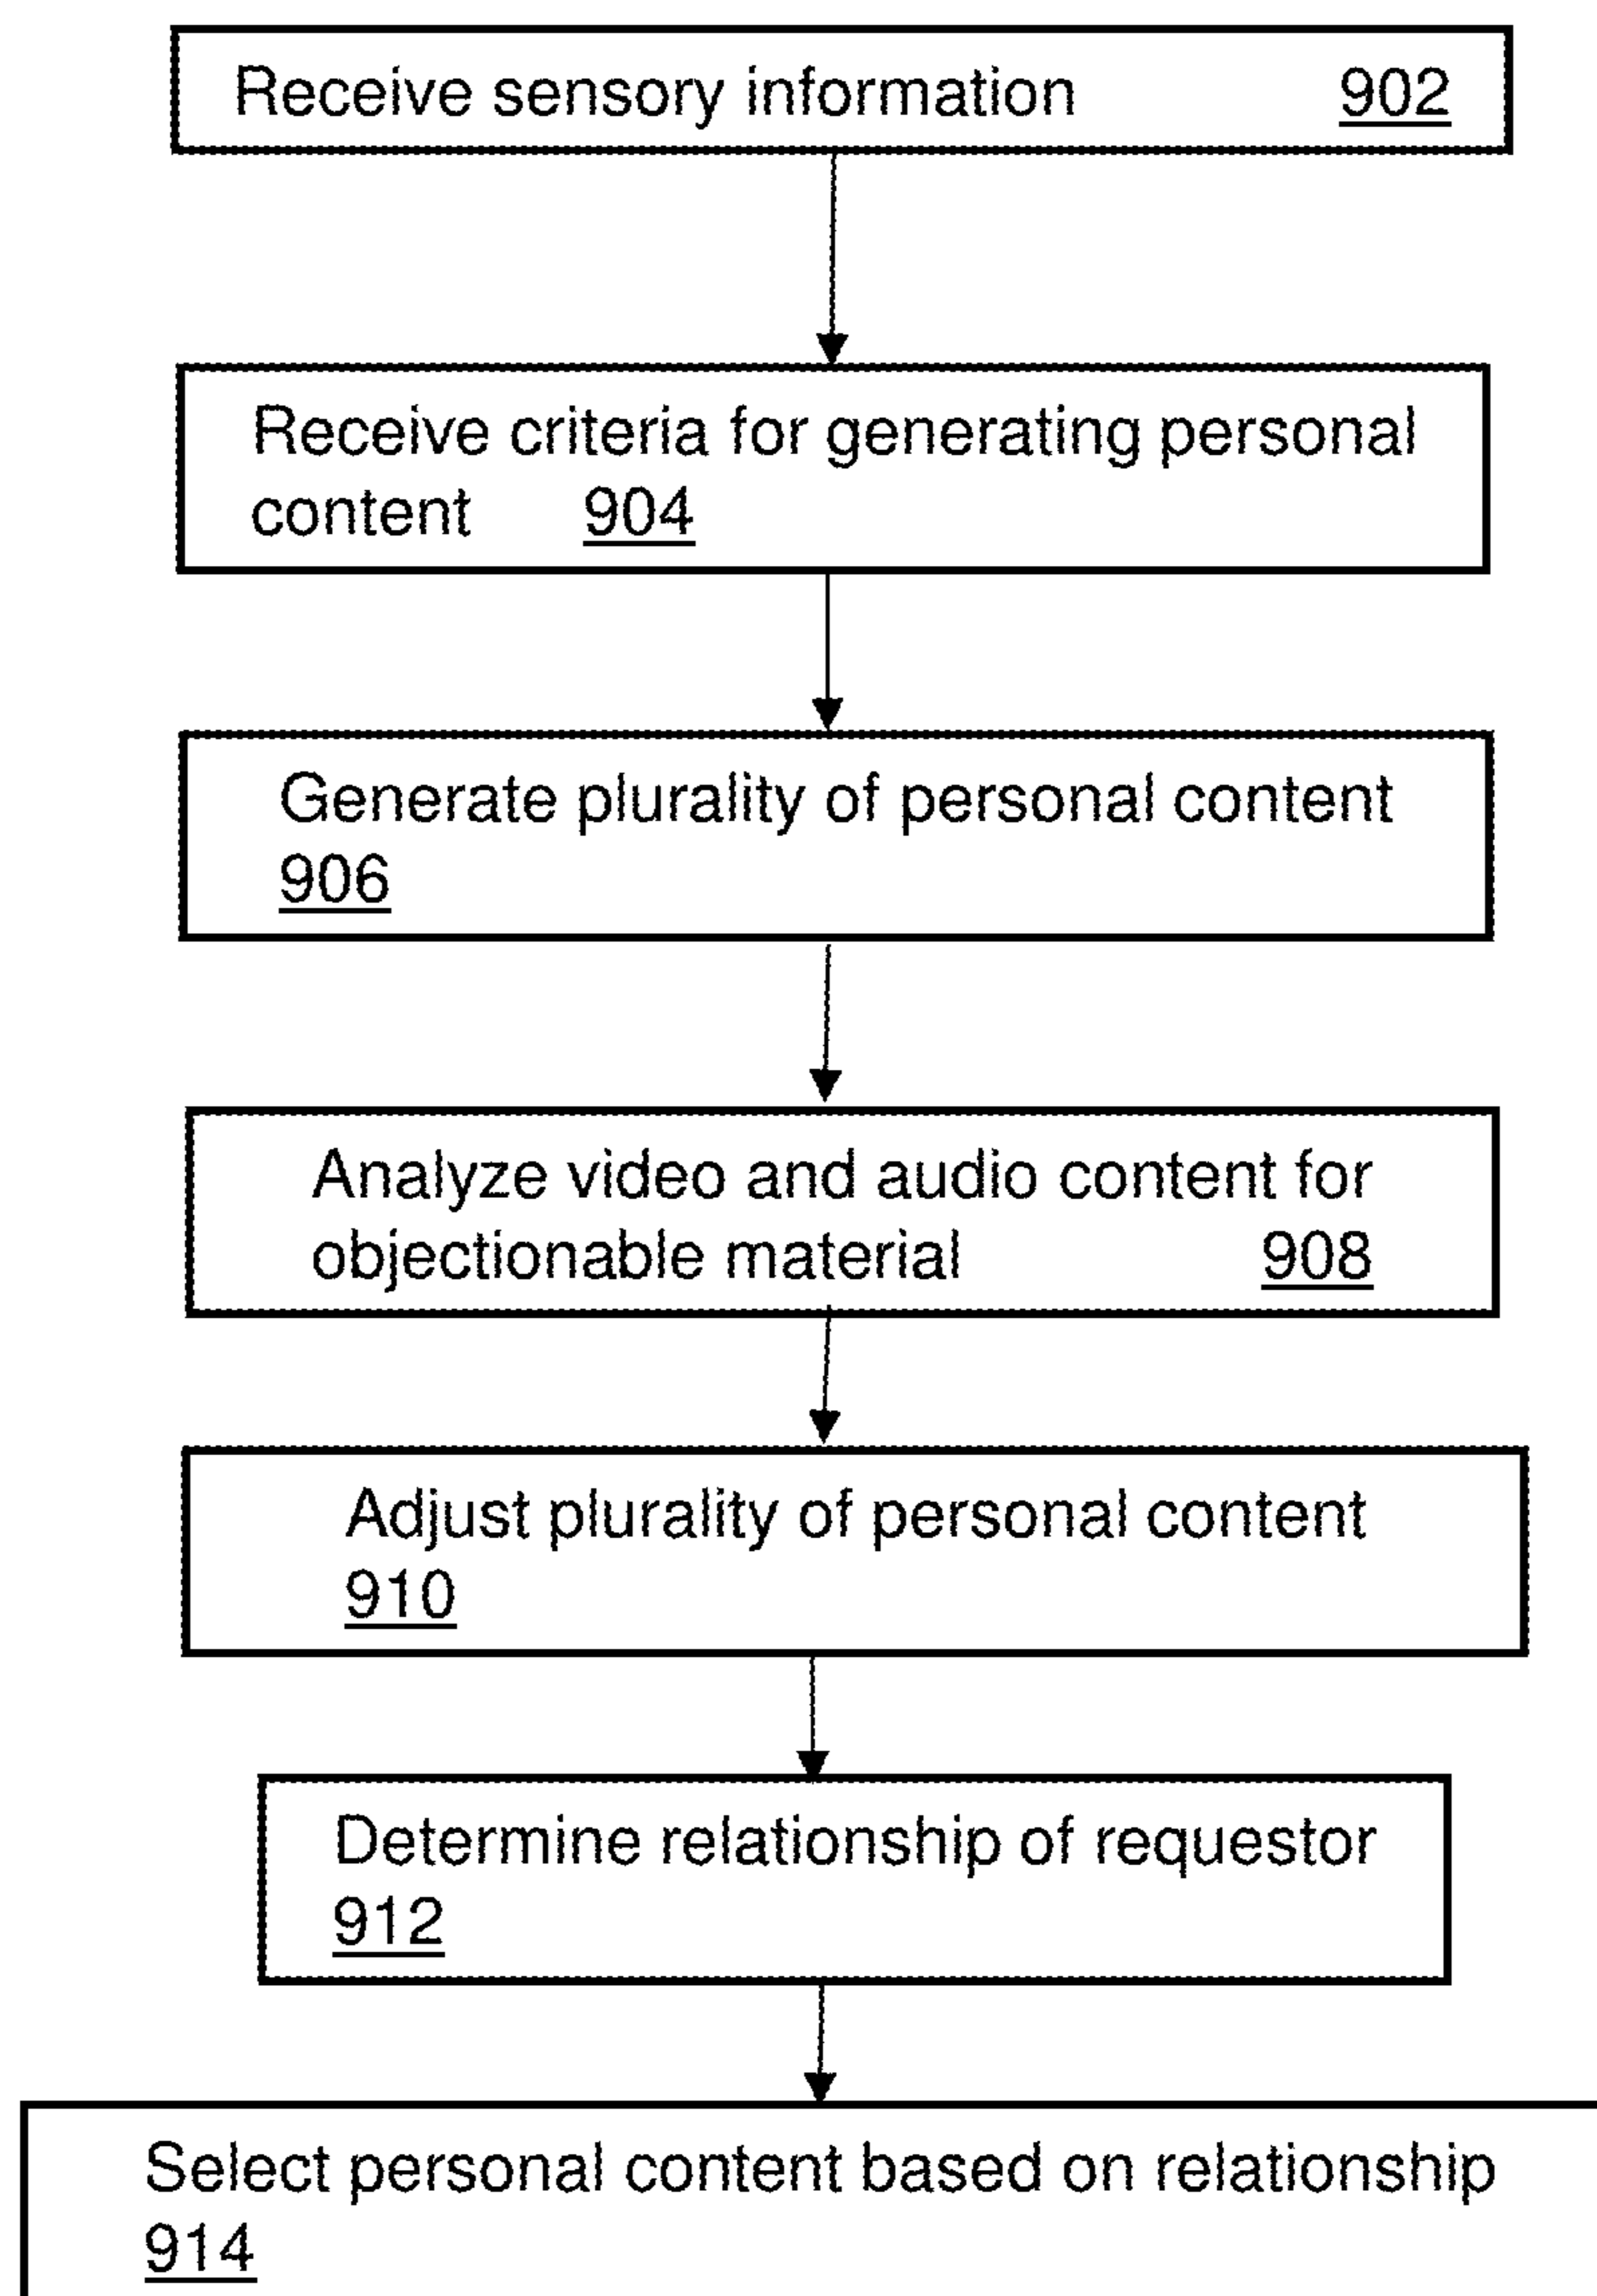 Receive sensory information 902
Receive criteria for generating personal
content 904
Generate plurality of personal content
906
Analyze video and audio content for
objectionable material 908
Adjust plurality of personal content
910
Determine relationship of requestor
912
Select personal content based on relationship
914